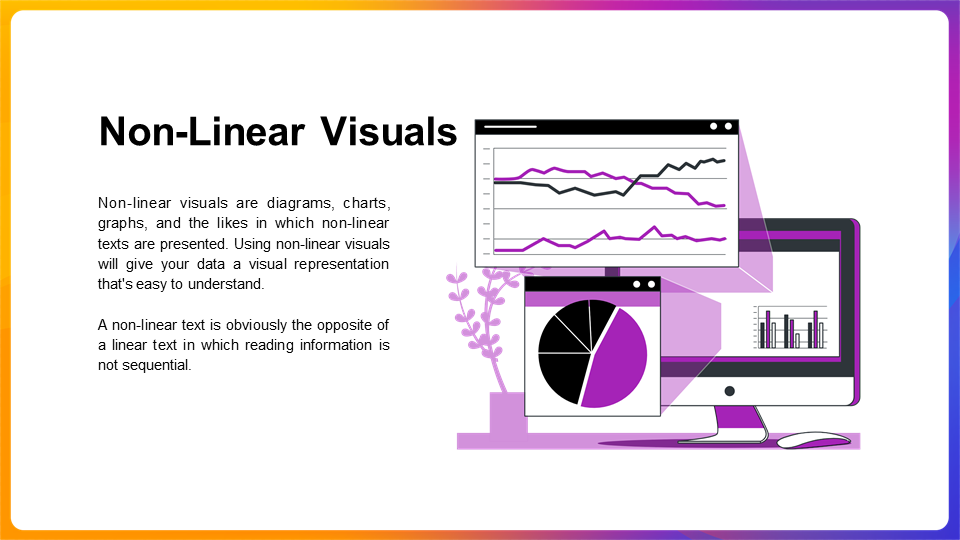 Non-Linear Visuals
Non-linear visuals are diagrams, charts,
graphs, and the likes in which non-linear
texts are presented. Using non-linear visuals
will give your data a visual representation
that's easy to understand.
A non-linear text is obviously the opposite of
a linear text in which reading information is
not sequential.